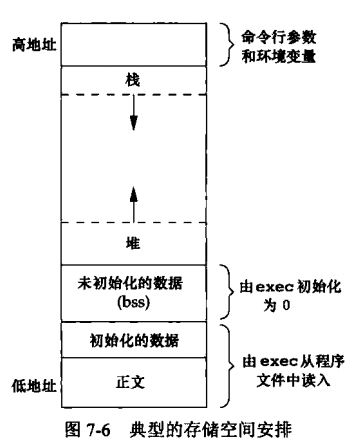 高地址
命令行参数
和环境变量
栈
堆
未初始化的数据
(bss)
由exec初始化
为 0
初始化的数据
正文
由exec从程序
文件中读入
低地址
图 7-6 典型的存储空间安排